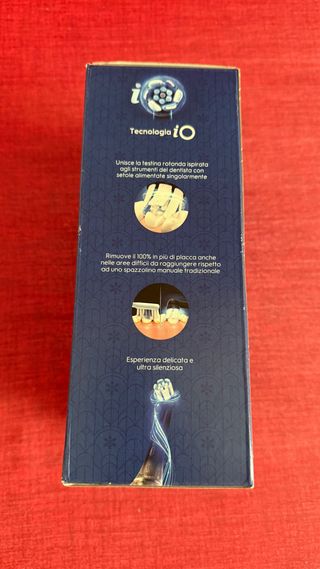 iO
Tecnologia iO
Unisce la testina rotonda ispirata
agli strumenti del dentista con
setole alimentate singolarmente
Rimuove il 100% in più di placca anche
nelle aree difficili da raggiungere rispetto
ad uno spazzolino manuale tradizionale
Esperienza delicata e
ultra silenziosa